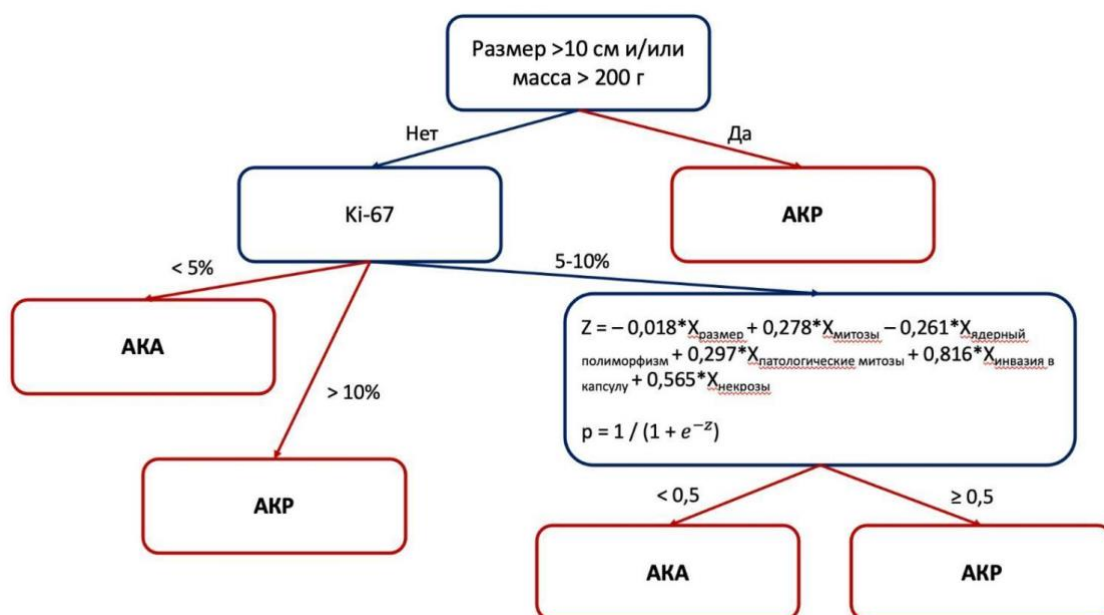 Размер >10 см и/или
масса > 200 г
Нет
Да
Ki-67
АКР
< 5%
5-10%
АКА
> 10%
Z = – 0,018*Xразмер + 0,278*Xмитозы – 0,261*Xядерный
полиморфизм + 0,297*Xпатологические митозы + 0,816*Xинвазия в
капсулу + 0,565*Xнекрозы
p = 1 / (1 + e^−z)
АКР
< 0,5
≥ 0,5
АКА
АКР